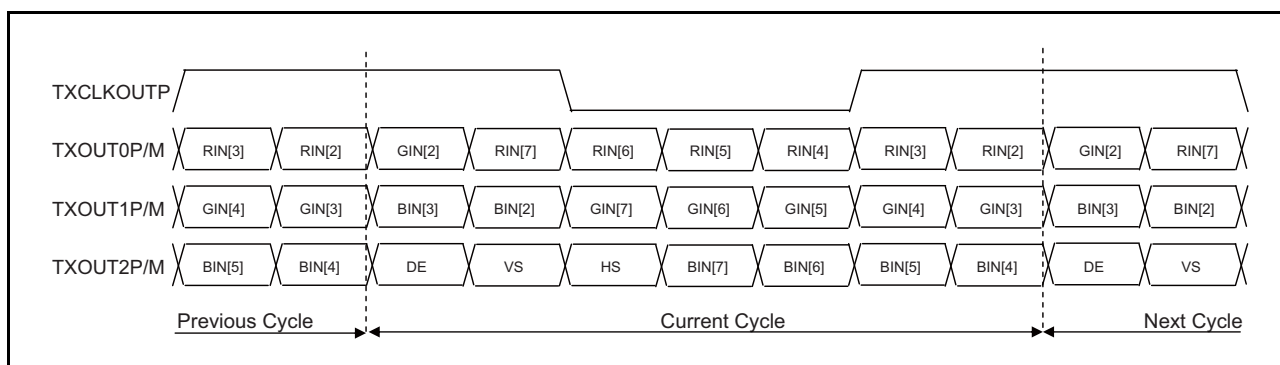 TXCLKOUTP
TXOUT0P/M RIN[3] RIN[2] GIN[2] RIN[7] RIN[6] RIN[5] RIN[4] RIN[3] RIN[2] GIN[2] RIN[7]
TXOUT1P/M GIN[4] GIN[3] BIN[3] BIN[2] GIN[7] GIN[6] GIN[5] GIN[4] GIN[3] BIN[3] BIN[2]
TXOUT2P/M BIN[5] BIN[4] DE VS HS BIN[7] BIN[6] BIN[5] BIN[4] DE VS
Previous Cycle Current Cycle Next Cycle